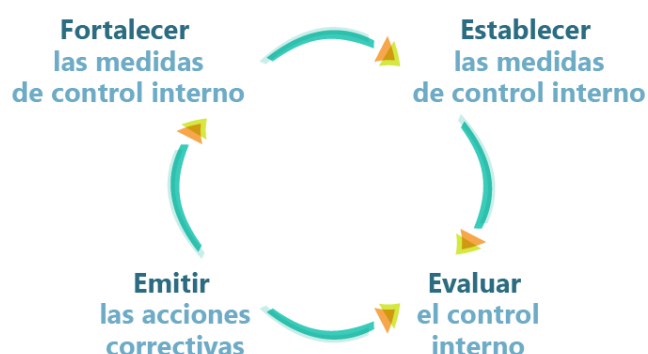 Fortalecer
las medidas
de control interno
Establecer
las medidas
de control interno
Emitir
las acciones
correctivas
Evaluar
el control
interno